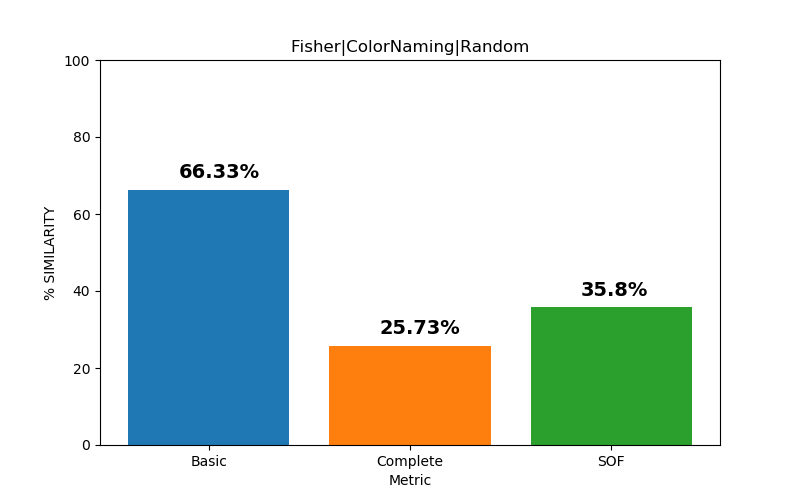 Fisher|ColorNaming|Random
% SIMILARITY
100
80
60
40
20
0
66.33%
25.73%
35.8%
Basic
Complete
SOF
Metric